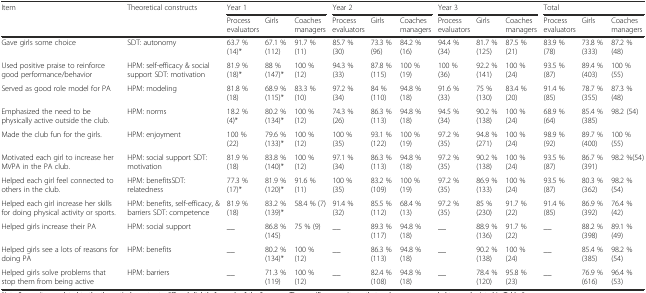 Item Theoretical constructs Year 1 Year 2 Year 3 Total
Process evaluators Girls Coaches managers Process evaluators Girls Coaches managers Process evaluators Girls Coaches managers Process evaluators Girls Coaches managers
Gave girls some choice SDT: autonomy 63.7 % (14)* 67.1 % (112) 91.7 % (11) 85.7 % (30) 73.3 % (96) 84.2 % (16) 94.4 % (34) 81.7 % (125) 87.5 % (21) 83.9 % (78) 73.8 % (333) 87.2 % (48)
Used positive praise to reinforce good performance/behavior HPM: self-efficacy & social support SDT: motivation 81.9 % (18)* 88 % (147)* 100 % (12) 94.3 % (33) 87.8 % (115) 100 % (19) 100 % (36) 92.2 % (141) 100 % (24) 93.5 % (87) 89.4 % (403) 100 % (55)
Served as good role model for PA HPM: modeling 81.8 % (18) 68.9 % (115)* 83.3 % (10) 97.2 % (34) 84 % (110) 94.8 % (18) 91.6 % (33) 75 % (130) 83.4 % (20) 91.4 % (85) 78.7 % (355) 87.3 % (48)
Emphasized the need to be physically active outside the club. HPM: norms 18.2 % (4)* 80.2 % (134)* 100 % (12) 74.3 % (26) 86.3 % (113) 94.8 % (18) 94.5 % (34) 90.2 % (138) 100 % (24) 68.9 % (64) 85.4 % (385) 98.2 (54)
Made the club fun for the girls. HPM: enjoyment 100 % (22) 79.6 % (133)* 100 % (12) 100 % (35) 93.1 % (122) 100 % (19) 97.2 % (35) 94.8 % (271) 100 % (24) 98.9 % (92) 89.7 % (400) 100 % (55)
Motivated each girl to increase her MVPA in the PA club. HPM: social support SDT: motivation 81.9 % (18) 83.8 % (140)* 100 % (12) 97.1 % (34) 86.3 % (113) 94.8 % (18) 97.2 % (35) 90.2 % (138) 100 % (24) 93.5 % (87) 86.7 % (391) 98.2 %(54)
Helped each girl feel connected to others in the club. HPM: benefitsSDT: relatedness 77.3 % (17)* 81.9 % (120)* 91.6 % (11) 100 % (35) 83.2 % (109) 100 % (19) 97.2 % (35) 86.9 % (133) 100 % (24) 93.5 % (87) 80.3 % (362) 98.2 % (54)
Helped each girl increase her skills for doing physical activity or sports. HPM: benefits, self-efficacy, & barriers SDT: competence 81.9 % (18) 83.2 % (139)* 58.4 % (7) 91.4 % (32) 85.5 % (112) 68.4 % (13) 97.2 % (35) 85 % (230) 91.7 % (22) 91.4 % (85) 86.9 % (392) 76.4 % (42)
Helped girls increase their PA HPM: social support __ 86.8 % (145) 75 % (9) __ 89.3 % (117) 94.8 % (18) __ 88.9 % (136) 91.7 % (22) __ 88.2 % (398) 89.1 % (49)
Helped girls see a lots of reasons for doing PA HPM: benefits __ 80.2 % (134)* 100 % (12) __ 86.3 % (113) 94.8 % (18) __ 90.2 % (138) 100 % (24) __ 85.4 % (385) 98.2 % (54)
Helped girls solve problems that stop them from being active HPM: barriers __ 71.3 % (119) 100 % (12) __ 82.4 % (108) 94.8 % (18) __ 78.4 % (120) 95.8 % (23) __ 76.9 % (616) 96.4 % (53)